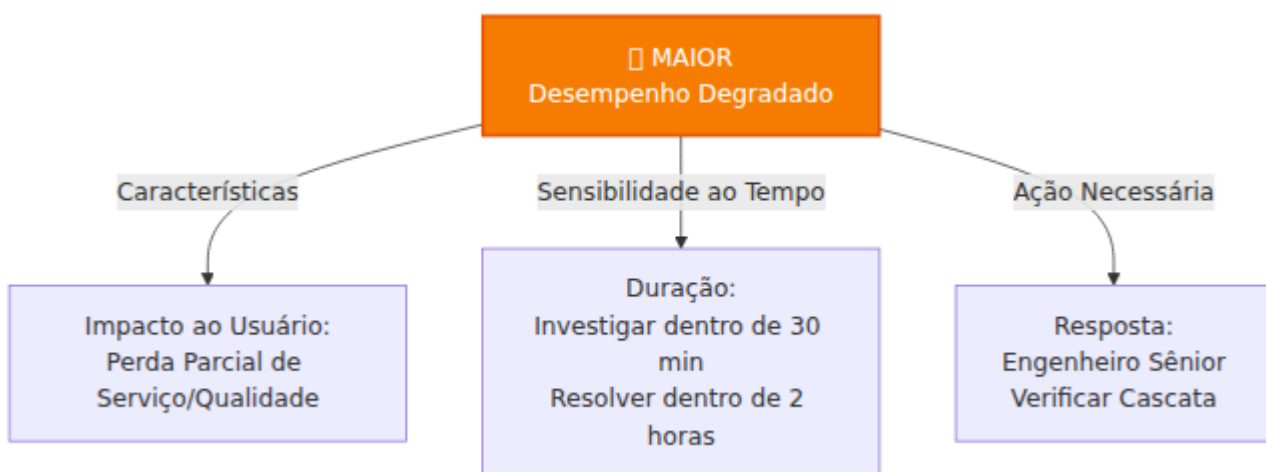 MAIOR
Desempenho Degradado
Características
Sensibilidade ao Tempo
Ação Necessária
Impacto ao Usuário:
Perda Parcial de
Serviço/Qualidade
Duração:
Investigar dentro de 30
min
Resolver dentro de 2
horas
Resposta:
Engenheiro Sênior
Verificar Cascata